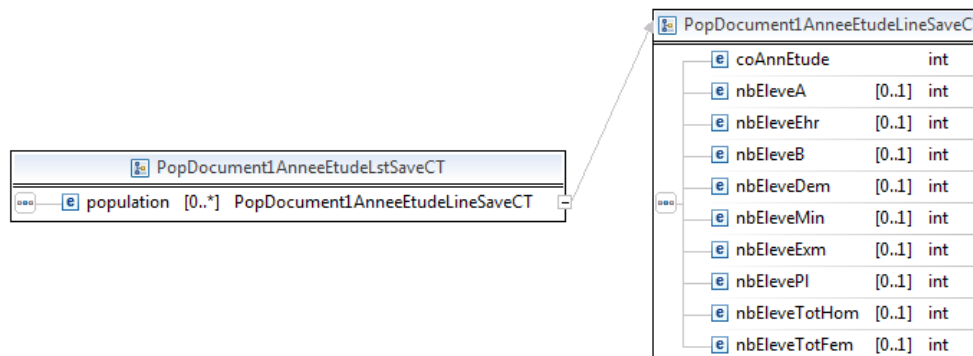 PopDocument1AnneeEtudeLstSaveCT
population [0..*] PopDocument1AnneeEtudeLineSaveCT
PopDocument1AnneeEtudeLineSaveC
coAnnEtude int
nbEleveA [0..1] int
nbEleveEhr [0..1] int
nbEleveB [0..1] int
nbEleveDem [0..1] int
nbEleveMin [0..1] int
nbEleveExm [0..1] int
nbElevePI [0..1] int
nbEleveTotHom [0..1] int
nbEleveTotFem [0..1] int